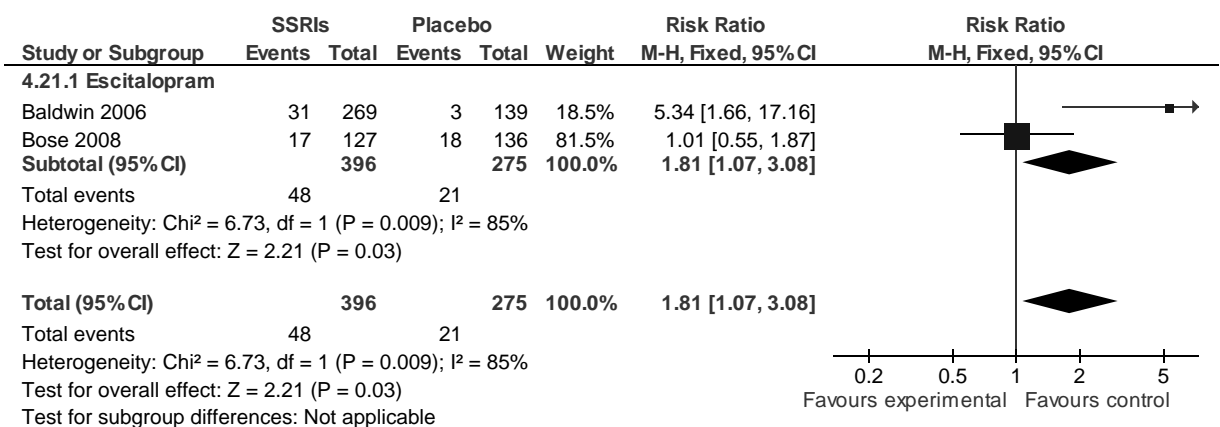 SSRIs Placebo Risk Ratio Risk Ratio
Study or Subgroup Events Total Events Total Weight M-H, Fixed, 95% CI M-H, Fixed, 95% CI
4.21.1 Escitalopram
Baldwin 2006 31 269 3 139 18.5% 5.34 [1.66, 17.16]
Bose 2008 17 127 18 136 81.5% 1.01 [0.55, 1.87]
Subtotal (95% CI) 396 275 100.0% 1.81 [1.07, 3.08]
Total events 48 21
Heterogeneity: Chi² = 6.73, df = 1 (P = 0.009); I² = 85%
Test for overall effect: Z = 2.21 (P = 0.03)
Total (95% CI) 396 275 100.0% 1.81 [1.07, 3.08]
Total events 48 21
Heterogeneity: Chi² = 6.73, df = 1 (P = 0.009); I² = 85%
Test for overall effect: Z = 2.21 (P = 0.03)
Test for subgroup differences: Not applicable
0.2 0.5 1 2 5
Favours experimental Favours control